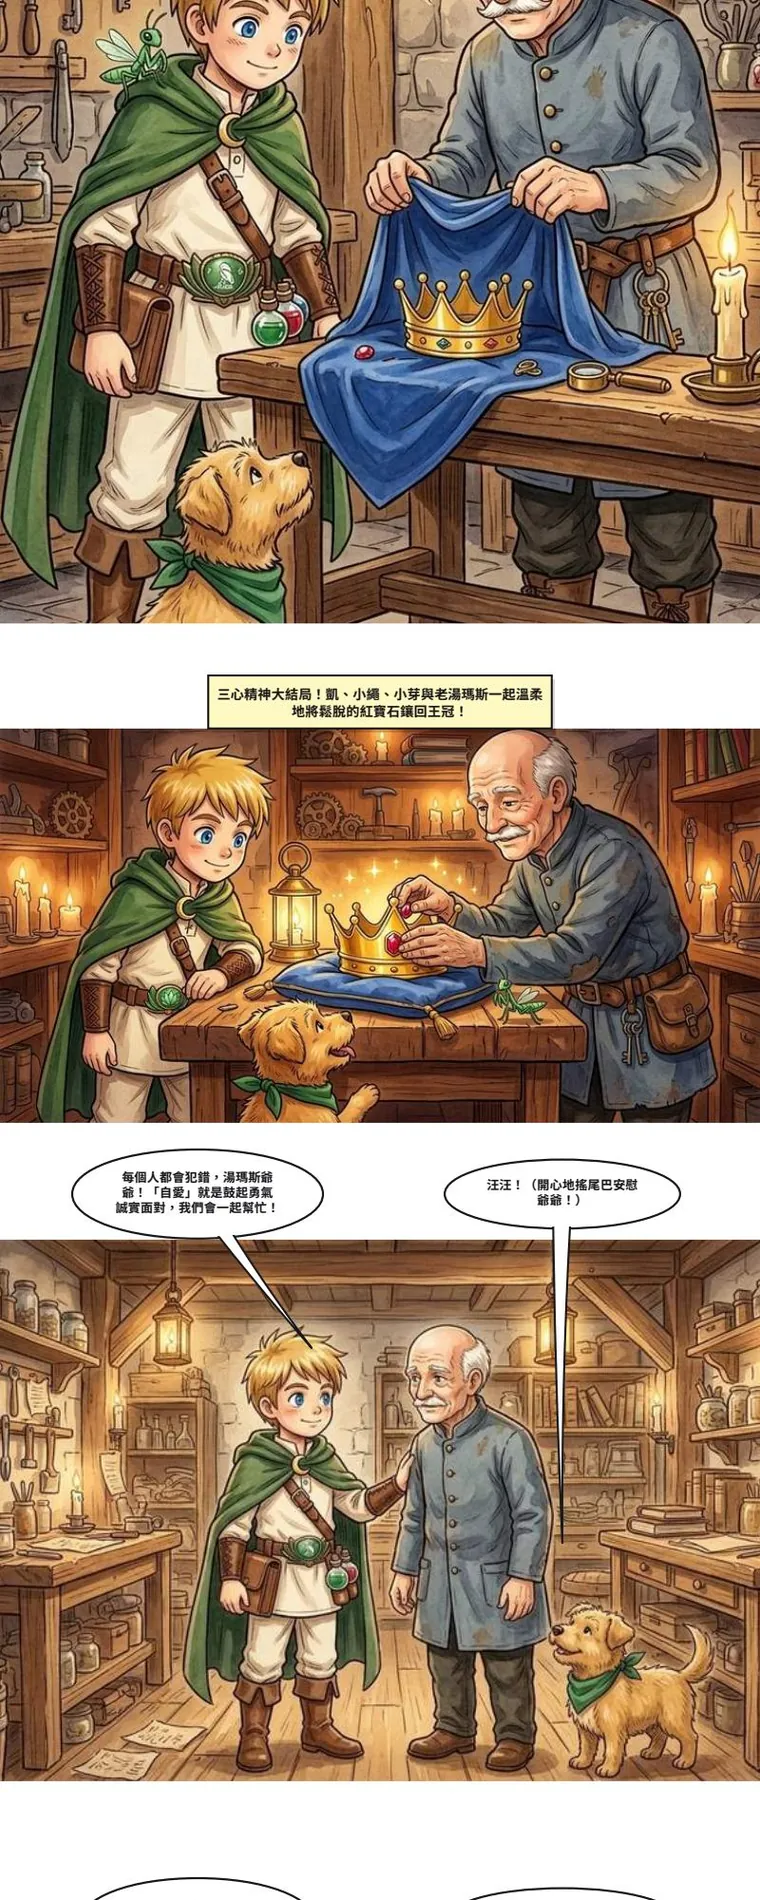 三心精神大結局！凱、小繩、小芽與老湯瑪斯一起溫柔
地將鬆脫的紅寶石鑲回王冠！
每個人都會犯錯，湯瑪斯爺
爺！「自愛」就是鼓起勇氣
誠實面對，我們會一起幫忙！
汪汪！（開心地搖尾巴安慰
爺爺！）